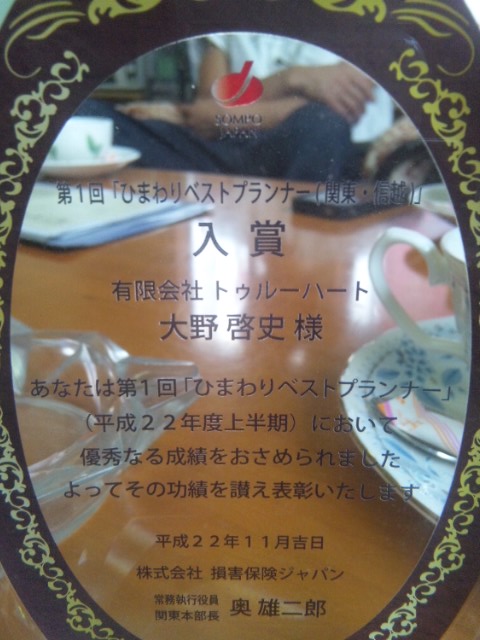 SOMPO
JAPAN
第１回「ひまわりベストプランナー（関東・信越）」
入賞
有限会社 トゥルーハート
大野 啓史 様
あなたは第１回「ひまわりベストプランナー」
（平成２２年度上半期）において
優秀なる成績をおさめられました
よってその功績を讃え表彰いたします
平成２２年１１月吉日
株式会社 損害保険ジャパン
常務執行役員
関東本部長 奥 雄二郎